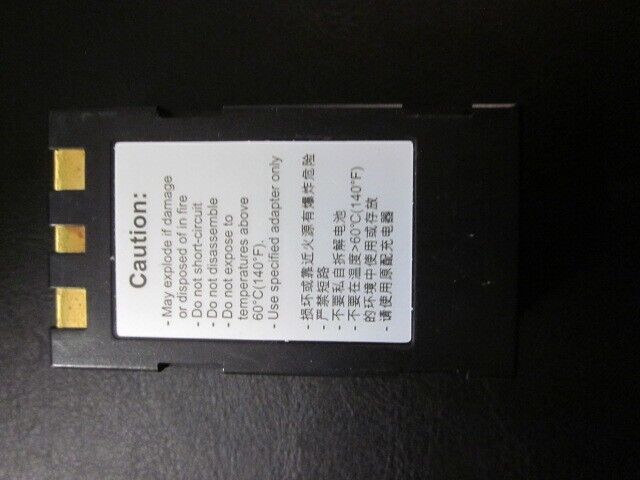 Caution:
- May explode if damage
or disposed of in fire
- Do not short-circuit
- Do not disassemble
- Do not expose to
temperatures above
60°C(140°F).
- Use specified adapter only
- 损坏或靠近火源有爆炸危险
- 严禁短路
- 不要私自拆解电池
- 不要在温度>60°C(140°F)
的环境中使用或存放
- 请使用原配充电器